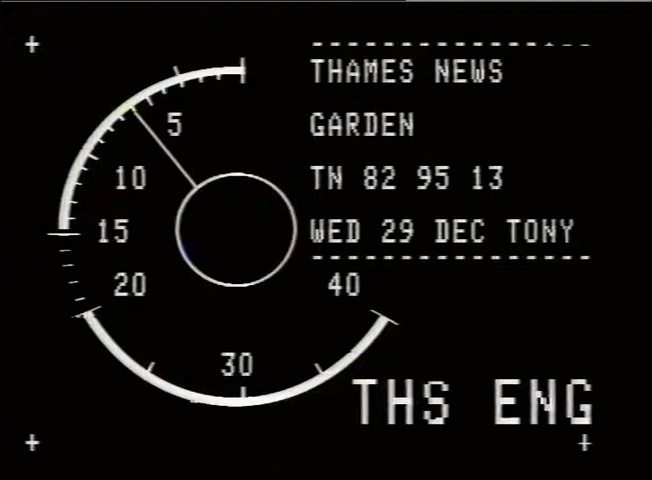 THAMES NEWS
GARDEN
TN 82 95 13
WED 29 DEC TONY
5
10
15
20
30
40
THS ENG